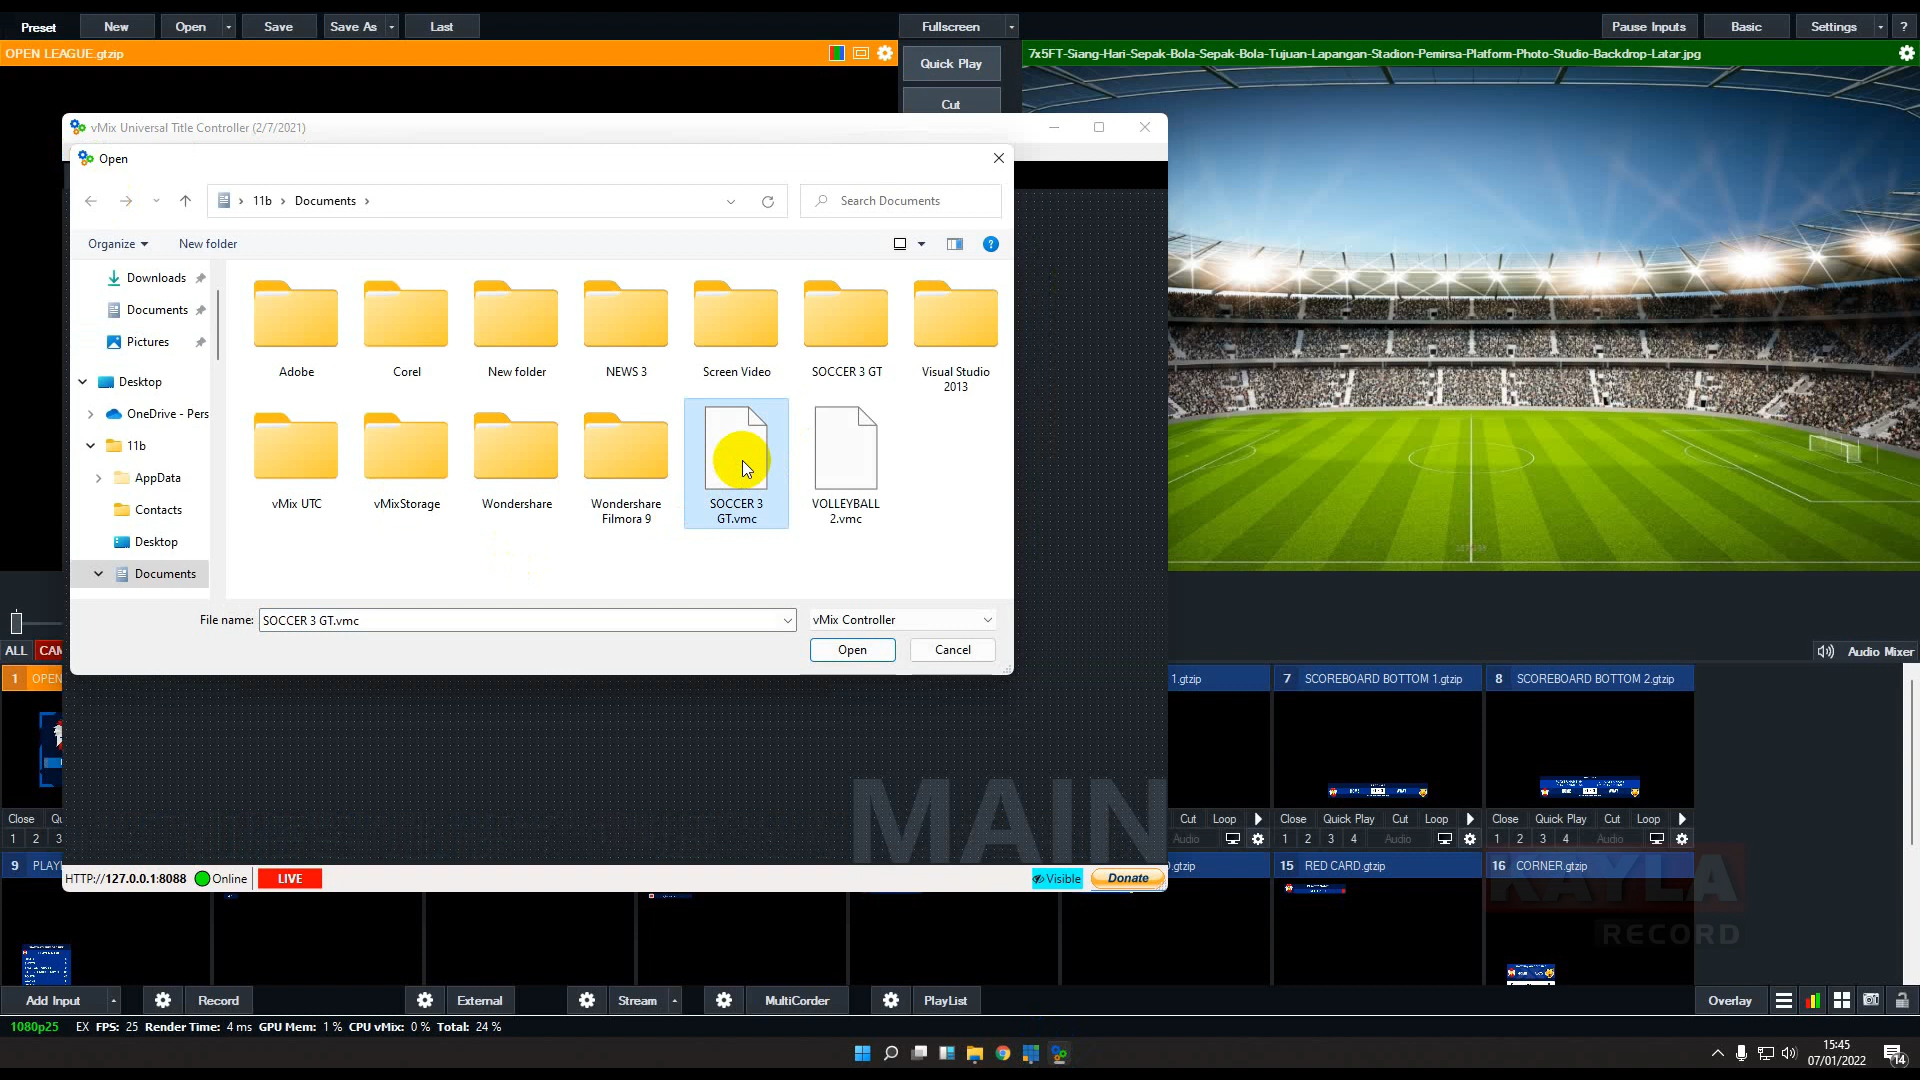 Preset
New
Open
Save
Save As
Last
Fullscreen
Pause Inputs
Basic
Settings
?
OPEN LEAGUE.gtzip
Quick Play
Cut
7x5FT-Siang-Hari-Sepak-Bola-Sepak-Bola-Tujuan-Lapangan-Stadion-Pemirsa-Platform-Photo-Studio-Backdrop-Latar.jpg
vMix Universal Title Controller (2/7/2021)
Open
11b
Documents
Search Documents
Organize
New folder
Downloads
Documents
Pictures
Desktop
OneDrive - Pers
11b
AppData
Contacts
Desktop
Documents
Adobe
Corel
New folder
NEWS 3
Screen Video
SOCCER 3 GT
Visual Studio
2013
vMix UTC
vMixStorage
Wondershare
Wondershare
Filmora 9
SOCCER 3
GT.vmc
VOLLEYBALL
2.vmc
File name:
SOCCER 3 GT.vmc
vMix Controller
Open
Cancel
ALL
CAM
Audio Mixer
1 OPEN
1.gtzip
7 SCOREBOARD BOTTOM 1.gtzip
8 SCOREBOARD BOTTOM 2.gtzip
MAIN
Close
Cut Loop
Close Quick Play Cut Loop
Close Quick Play Cut Loop
1 2 3
Audio
1 2 3 4 Audio
1 2 3 4 Audio
9 PLAY
.gtzip
15 RED CARD.gtzip
16 CORNER.gtzip
HTTP://127.0.0.1:8088
Online
LIVE
Visible
Donate
KAYLA
RECORD
Add Input
Record
External
Stream
MultiCorder
PlayList
Overlay
1080p25 EX FPS: 25 Render Time: 4 ms GPU Mem: 1 % CPU vMix: 0 % Total: 24 %
15:45
07/01/2022
14